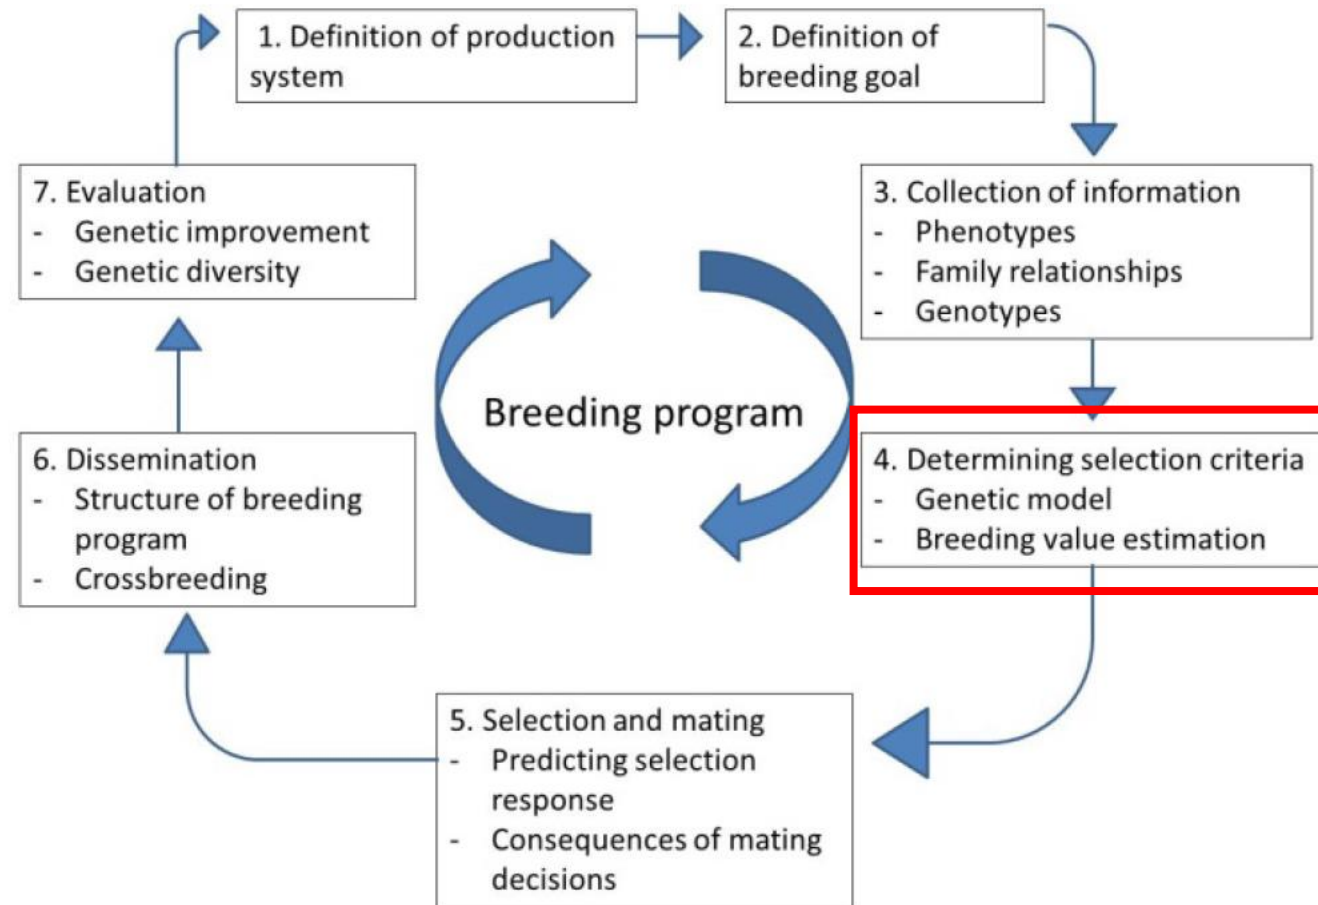 1. Definition of production
system
2. Definition of
breeding goal
3. Collection of information
- Phenotypes
- Family relationships
- Genotypes
4. Determining selection criteria
- Genetic model
- Breeding value estimation
5. Selection and mating
- Predicting selection
response
- Consequences of mating
decisions
6. Dissemination
- Structure of breeding
program
- Crossbreeding
7. Evaluation
- Genetic improvement
- Genetic diversity
Breeding program